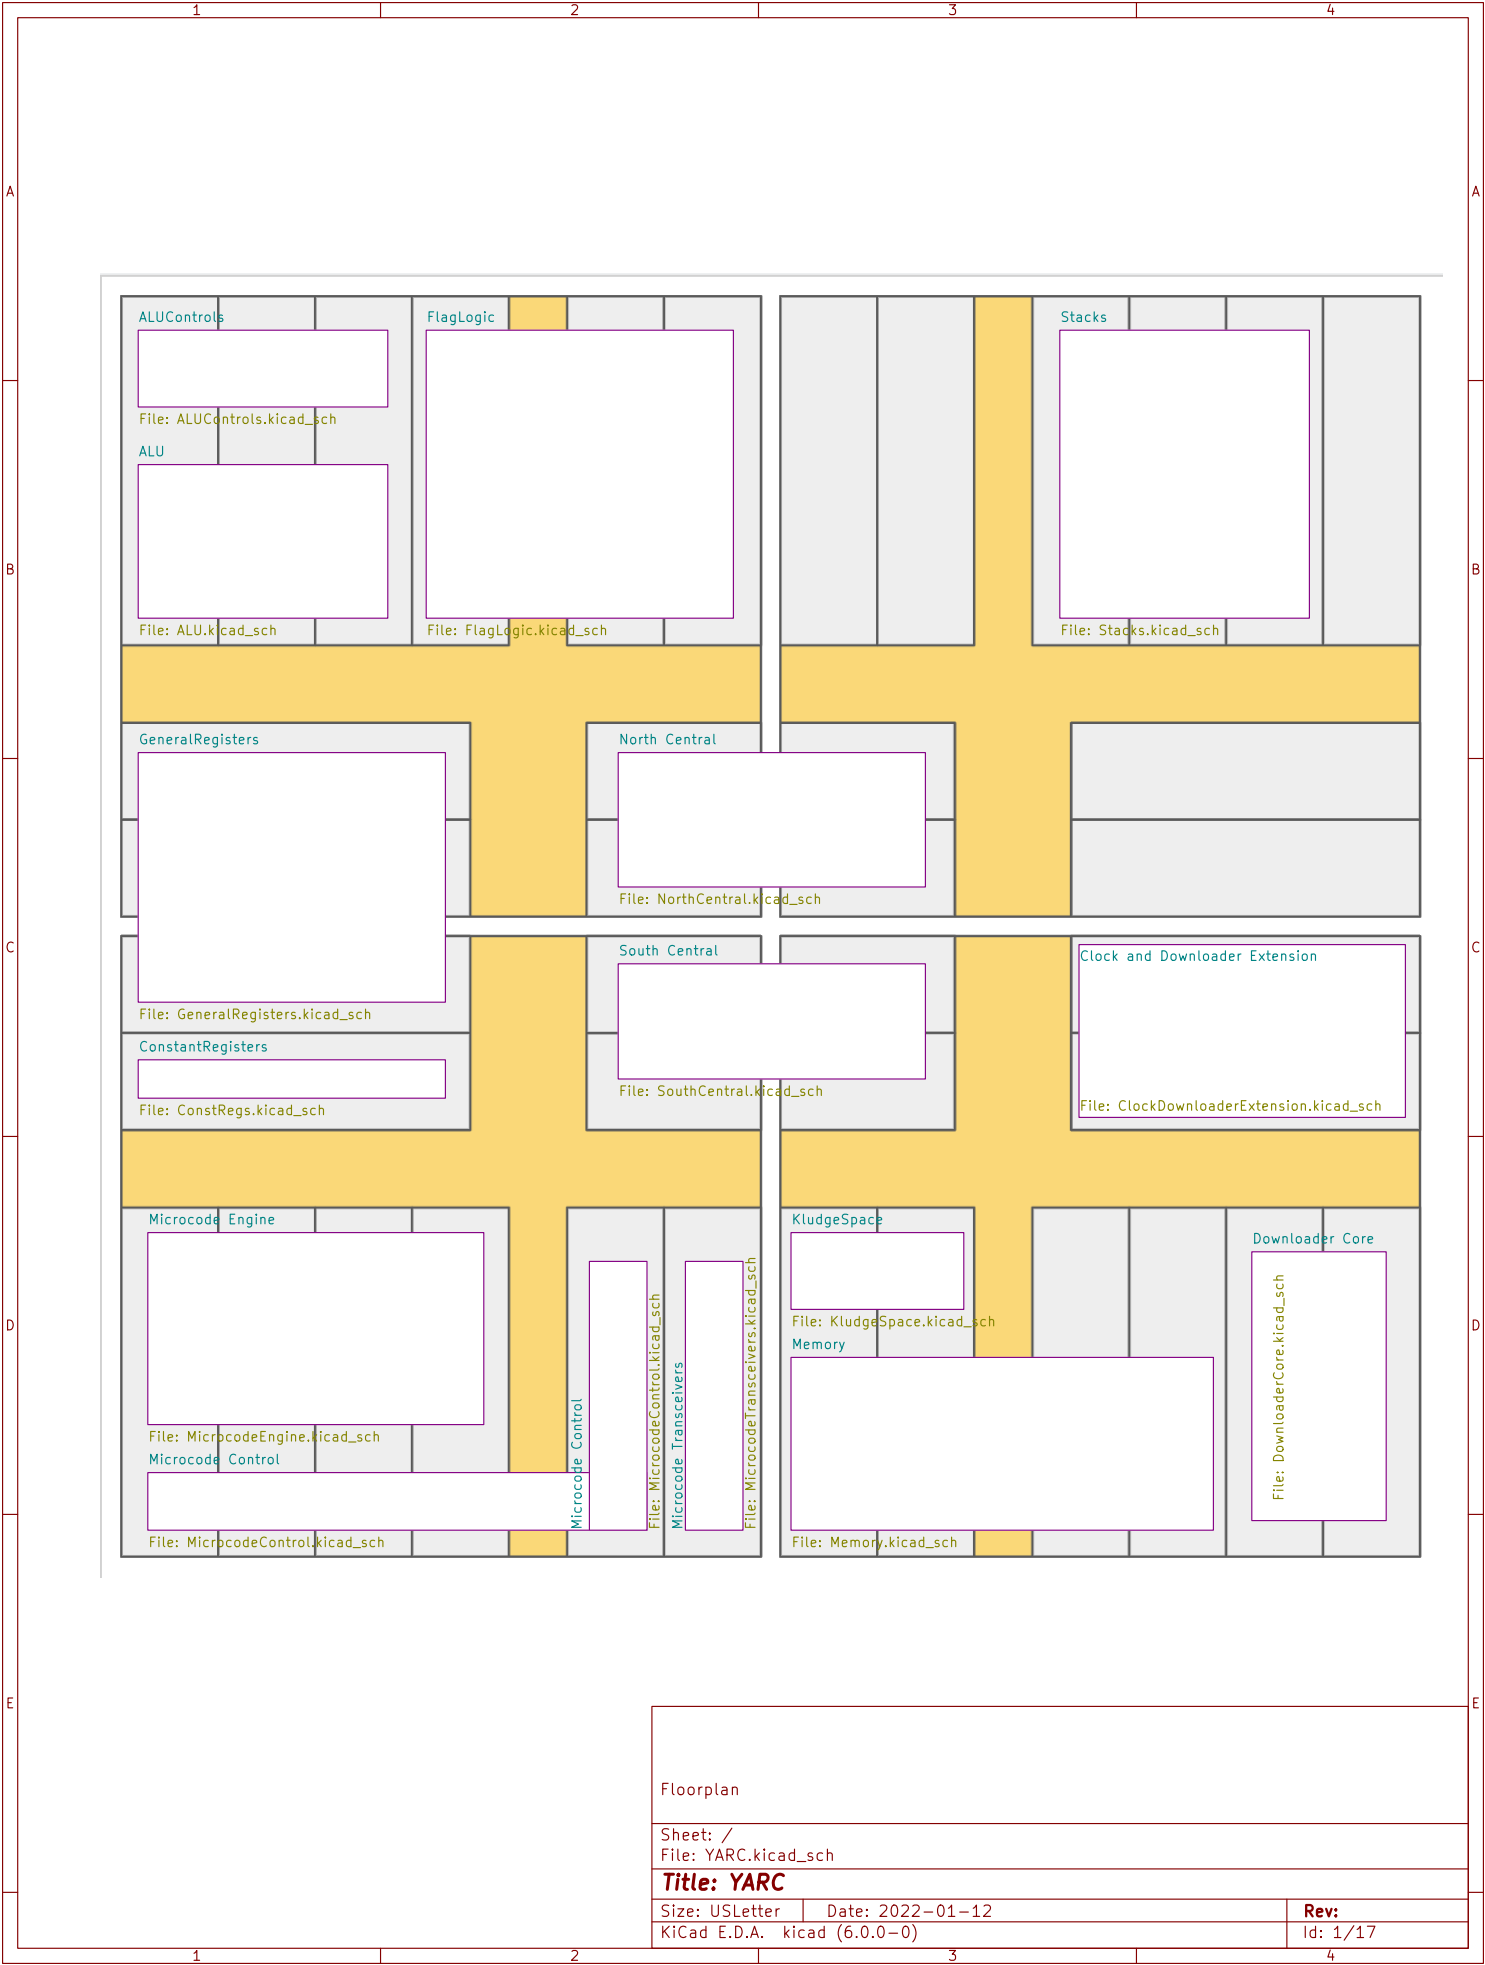 1 2 3 4
A A
ALUControls
FlagLogic
Stacks
File: ALUControls.kicad_sch
ALU
B B
File: ALU.kicad_sch
File: FlagLogic.kicad_sch
File: Stacks.kicad_sch
GeneralRegisters
North Central
File: NorthCentral.kicad_sch
C C
South Central
Clock and Downloader Extension
File: GeneralRegisters.kicad_sch
ConstantRegisters
File: SouthCentral.kicad_sch
File: ClockDownloaderExtension.kicad_sch
File: ConstRegs.kicad_sch
Microcode Engine
KludgeSpace
Downloader Core
File: KludgeSpace.kicad_sch
D D
Memory
File: DownloaderCore.kicad_sch
Microcode Control
File: MicrocodeControl.kicad_sch
Microcode Transceivers
File: MicrocodeTransceivers.kicad_sch
File: MicrocodeEngine.kicad_sch
Microcode Control
File: MicrocodeControl.kicad_sch
File: Memory.kicad_sch
E E
Floorplan
Sheet: /
File: YARC.kicad_sch
Title: YARC
Size: USLetter Date: 2022-01-12 Rev:
KiCad E.D.A. kicad (6.0.0-0) Id: 1/17
1 2 3 4